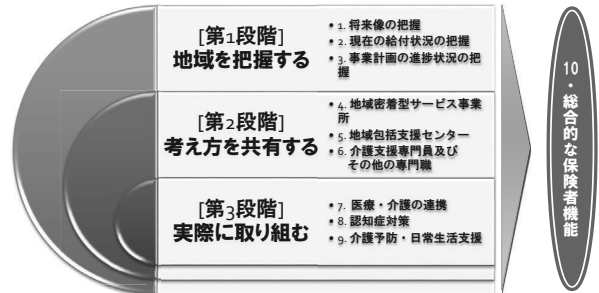 [第1段階]
地域を把握する
• 1. 将来像の把握
• 2. 現在の給付状況の把握
• 3. 事業計画の進捗状況の把
握
[第2段階]
考え方を共有する
• 4. 地域密着型サービス事業
所
• 5. 地域包括支援センター
• 6. 介護支援専門員及び
その他の専門職
[第3段階]
実際に取り組む
• 7. 医療・介護の連携
• 8. 認知症対策
• 9. 介護予防・日常生活支援
10・総合的な保険者機能